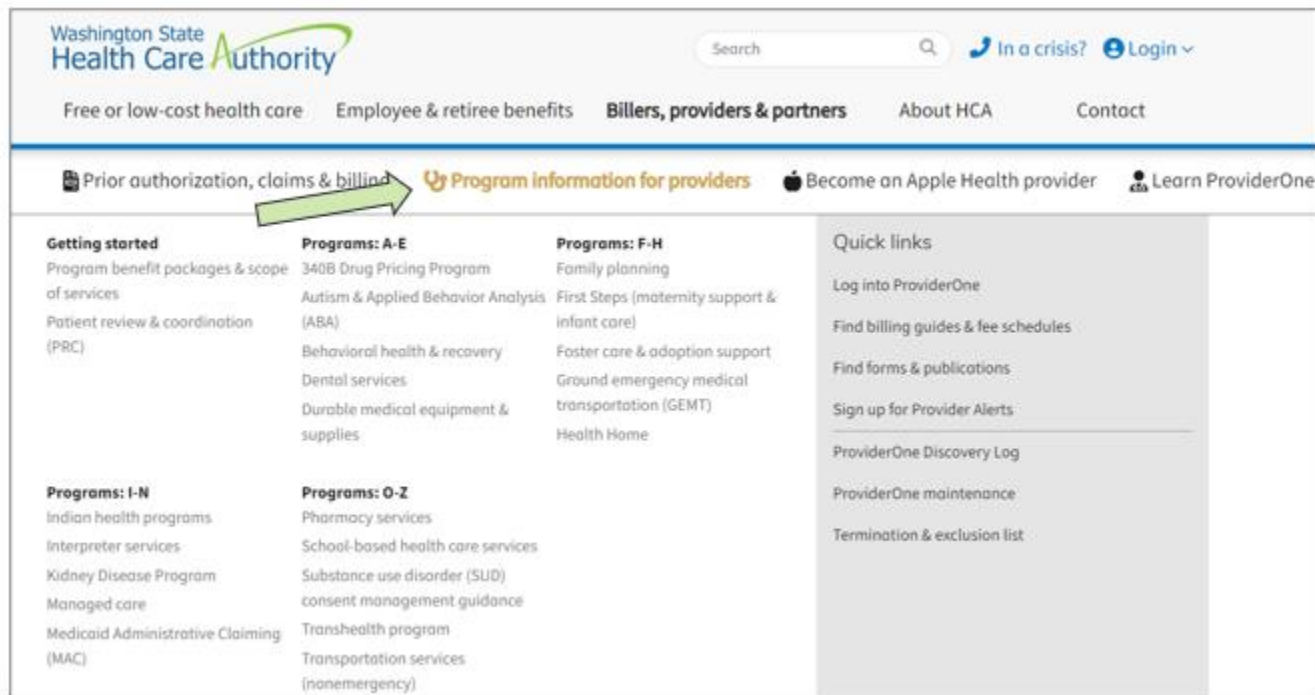 Washington State
Health Care Authority
Search
In a crisis?
Login
Free or low-cost health care
Employee & retiree benefits
Billers, providers & partners
About HCA
Contact
Prior authorization, claims & billing
Program information for providers
Become an Apple Health provider
Learn ProviderOne
Getting started
Program benefit packages & scope
of services
Patient review & coordination
(PRC)
Programs: A-E
340B Drug Pricing Program
Autism & Applied Behavior Analysis
(ABA)
Behavioral health & recovery
Dental services
Durable medical equipment &
supplies
Programs: F-H
Family planning
First Steps (maternity support &
infant care)
Foster care & adoption support
Ground emergency medical
transportation (GEMT)
Health Home
Programs: I-N
Indian health programs
Interpreter services
Kidney Disease Program
Managed care
Medicaid Administrative Claiming
(MAC)
Programs: O-Z
Pharmacy services
School-based health care services
Substance use disorder (SUD)
consent management guidance
Transhealth program
Transportation services
(nonemergency)
Quick links
Log into ProviderOne
Find billing guides & fee schedules
Find forms & publications
Sign up for Provider Alerts
ProviderOne Discovery Log
ProviderOne maintenance
Termination & exclusion list